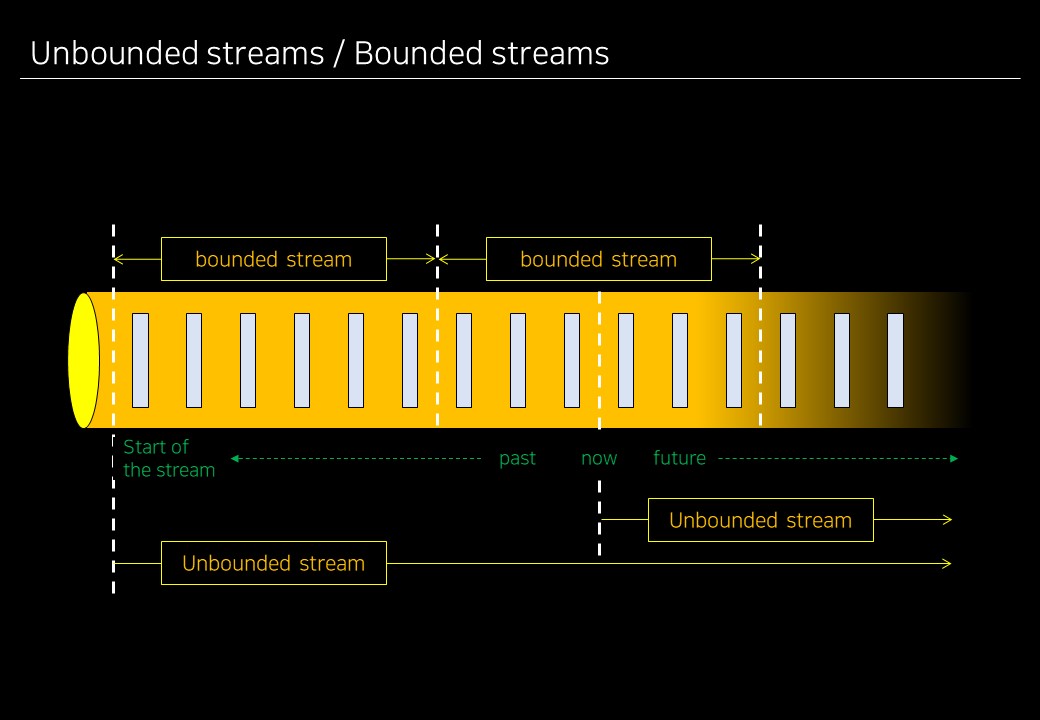 Unbounded streams / Bounded streams
bounded stream
bounded stream
Start of
the stream
past
now
future
Unbounded stream
Unbounded stream